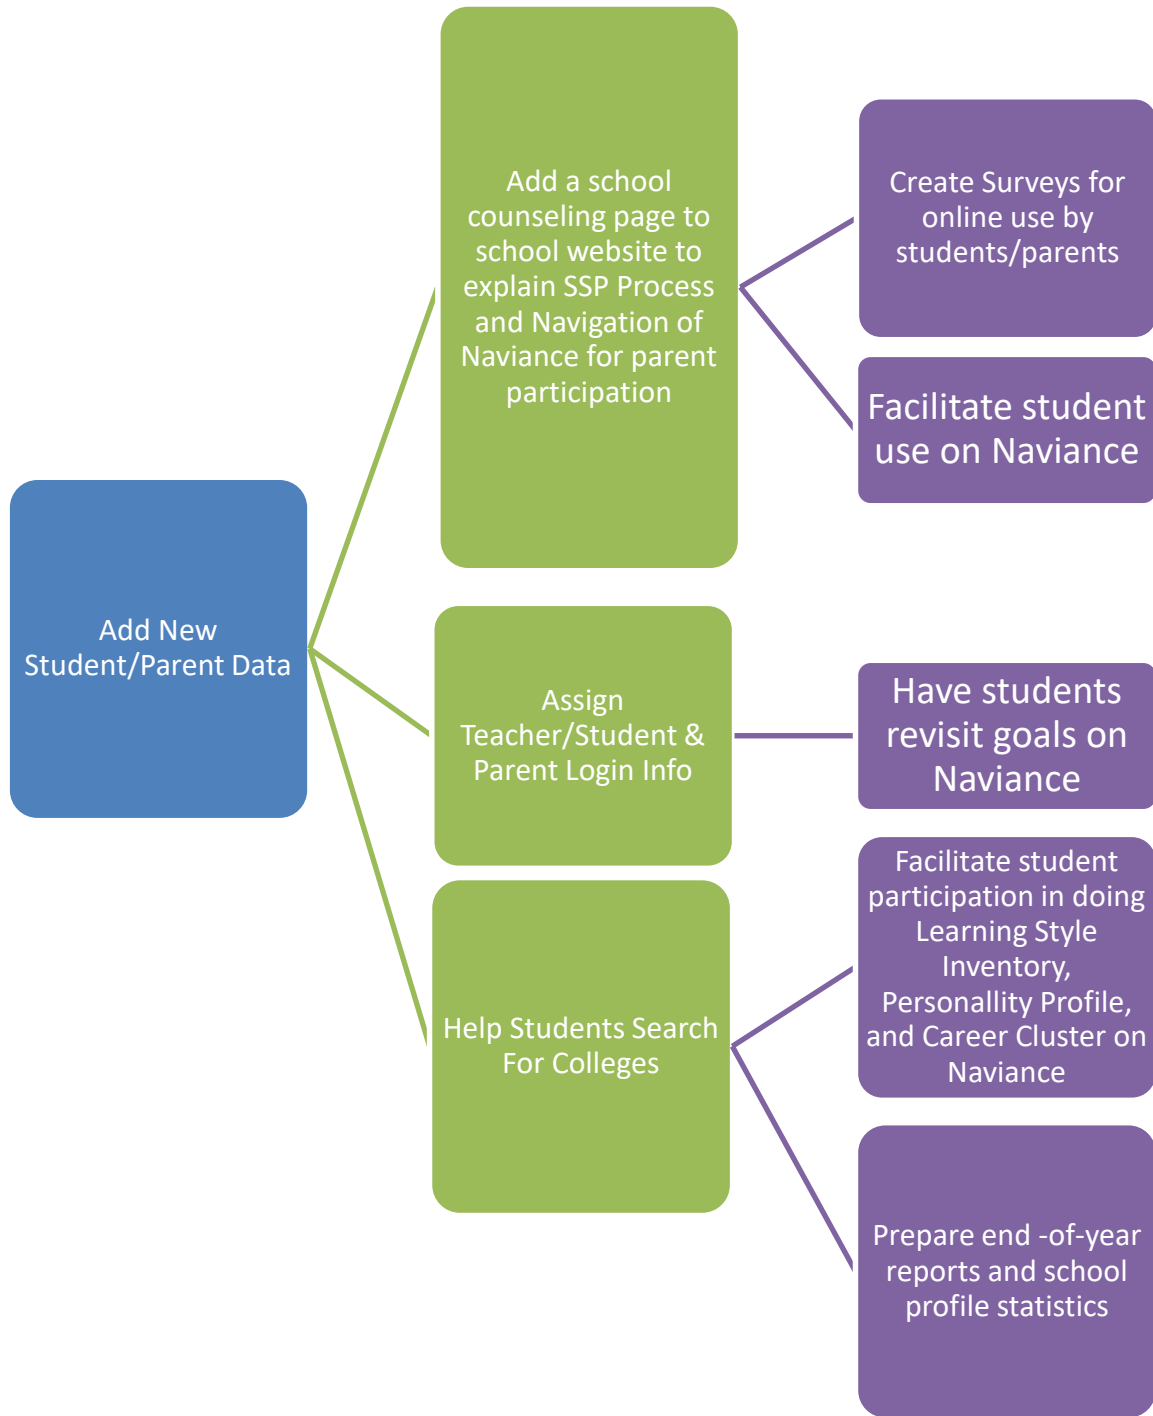 Add New
Student/Parent Data
Add a school
counseling page to
school website to
explain SSP Process
and Navigation of
Naviance for parent
participation
Create Surveys for
online use by
students/parents
Facilitate student
use on Naviance
Assign
Teacher/Student &
Parent Login Info
Have students
revisit goals on
Naviance
Help Students Search
For Colleges
Facilitate student
participation in doing
Learning Style
Inventory,
Personallity Profile,
and Career Cluster on
Naviance
Prepare end -of-year
reports and school
profile statistics